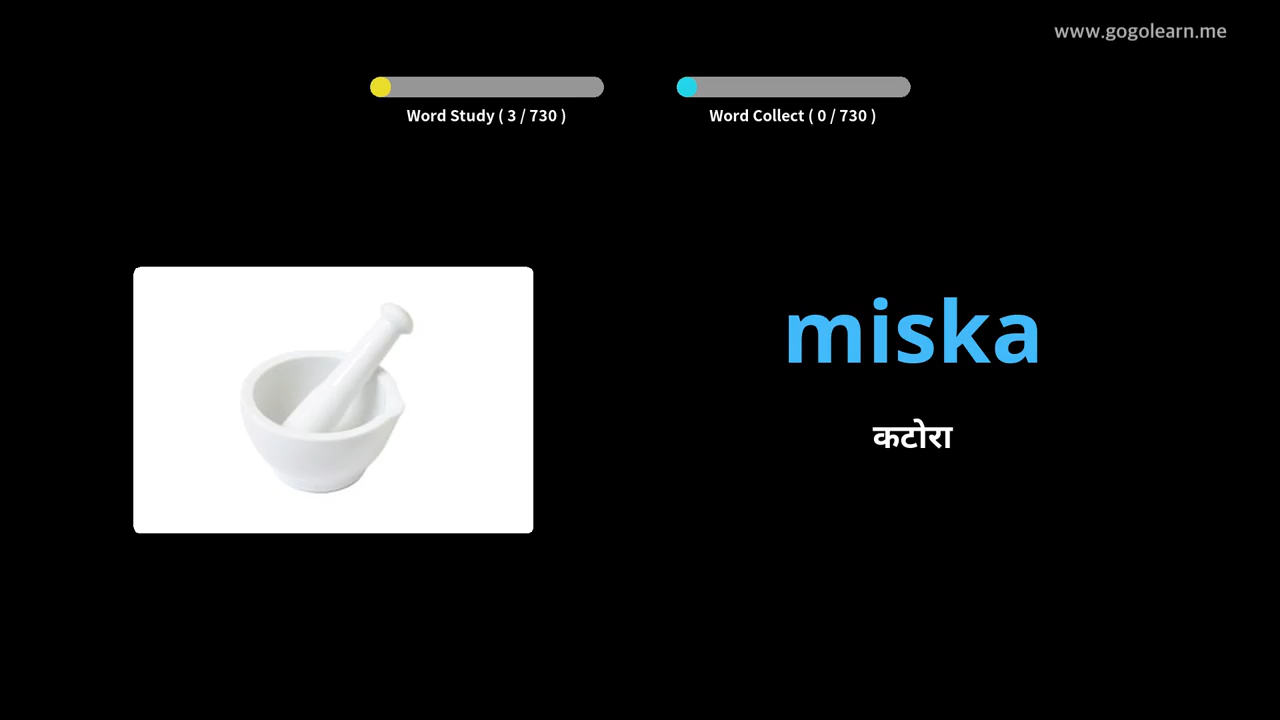 www.gogolearn.me
Word Study ( 3 / 730 )
Word Collect ( 0 / 730 )
miska
कटोरा